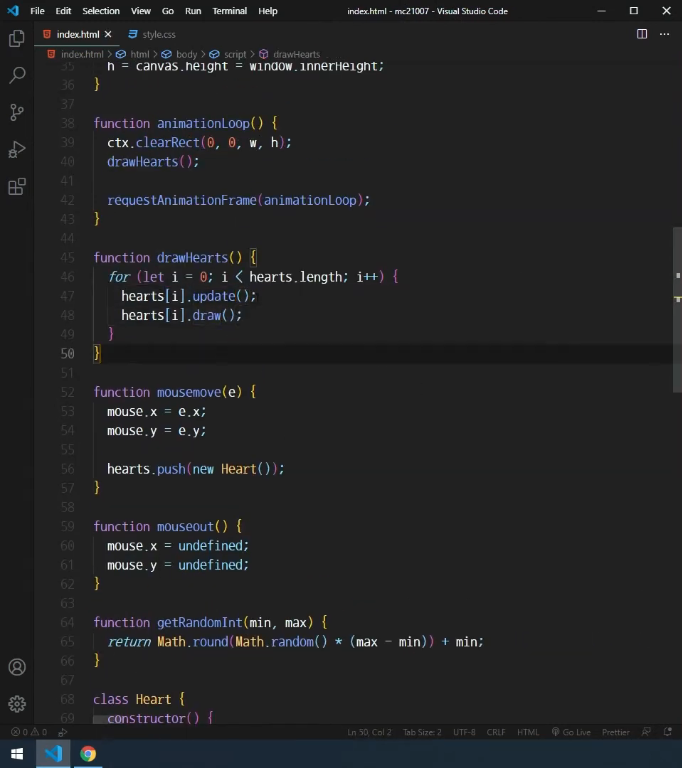 File Edit Selection View Go Run Terminal Help index.html - mc21007 - Visual Studio Code
index.html style.css
index.html > html > body > script > drawHearts
35 h = canvas.height = window.innerHeight;
36 }
37
38 function animationLoop() {
39 ctx.clearRect(0, 0, w, h);
40 drawHearts();
41
42 requestAnimationFrame(animationLoop);
43 }
44
45 function drawHearts() {
46 for (let i = 0; i < hearts.length; i++) {
47 hearts[i].update();
48 hearts[i].draw();
49 }
50 }
51
52 function mousemove(e) {
53 mouse.x = e.x;
54 mouse.y = e.y;
55
56 hearts.push(new Heart());
57 }
58
59 function mouseout() {
60 mouse.x = undefined;
61 mouse.y = undefined;
62 }
63
64 function getRandomInt(min, max) {
65 return Math.round(Math.random() * (max - min)) + min;
66 }
67
68 class Heart {
69 constructor() {
0 0 Ln 50, Col 2 Tab Size: 2 UTF-8 CRLF HTML Go Live Prettier